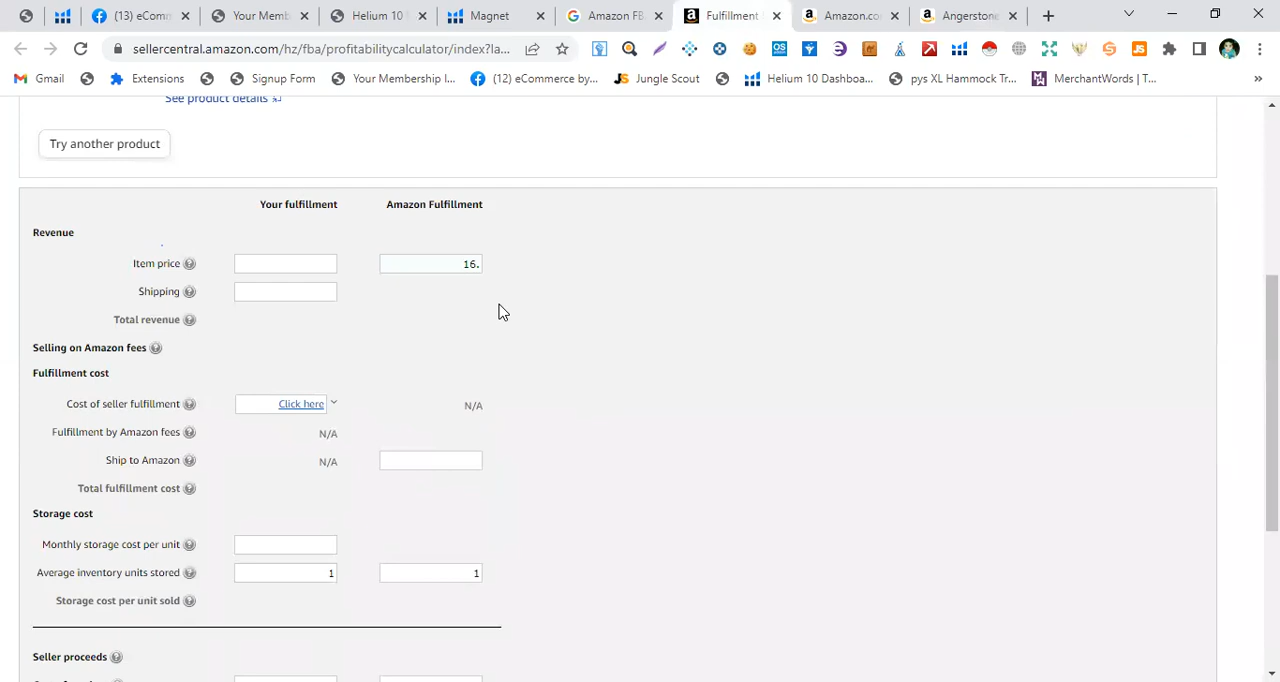 (13) eComm
Your Memb
Helium 10
Magnet
Amazon FB
Fulfillment
Amazon.co
Angerstone
sellercentral.amazon.com/hz/fba/profitabilitycalculator/index?la...
Gmail
Extensions
Signup Form
Your Membership I...
(12) eCommerce by...
Jungle Scout
Helium 10 Dashboa...
pys XL Hammock Tr...
MerchantWords | T...
»
See product details
Try another product
Your fulfillment Amazon Fulfillment
Revenue
Item price 16.
Shipping
Total revenue
Selling on Amazon fees
Fulfillment cost
Cost of seller fulfillment Click here N/A
Fulfillment by Amazon fees N/A
Ship to Amazon N/A
Total fulfillment cost
Storage cost
Monthly storage cost per unit
Average inventory units stored 1 1
Storage cost per unit sold
Seller proceeds